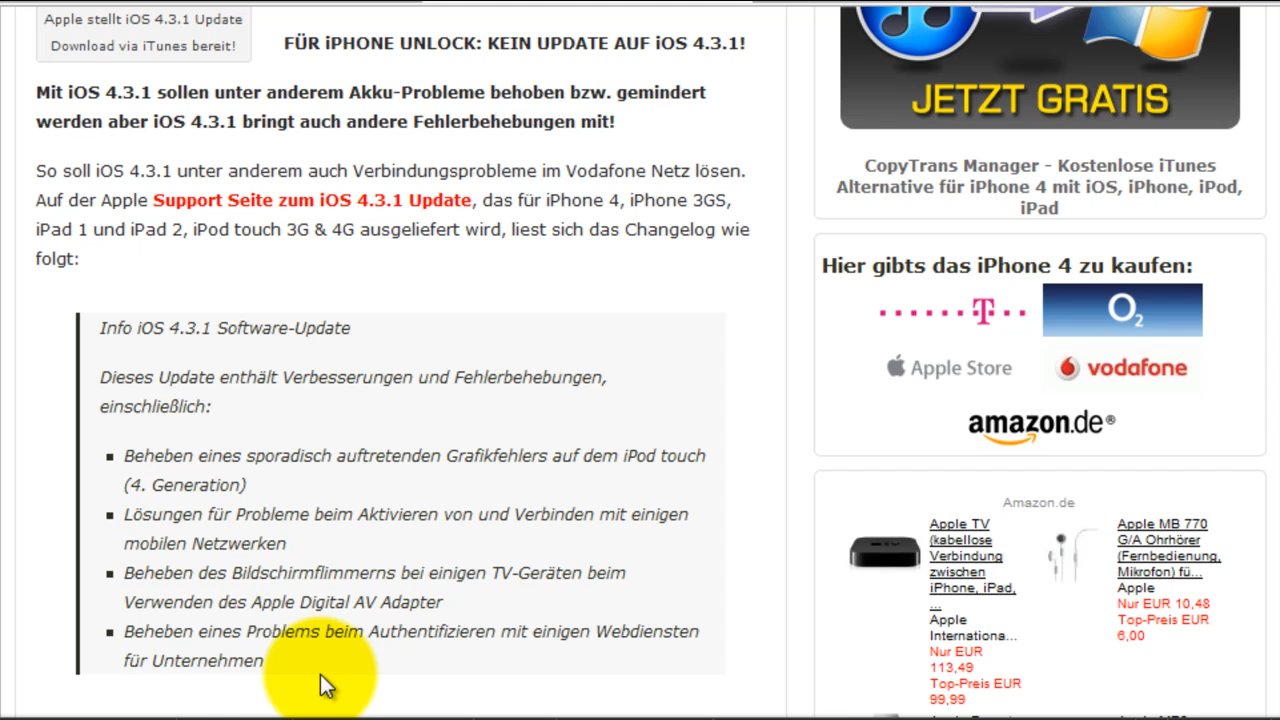 Apple stellt iOS 4.3.1 Update
Download via iTunes bereit!
FÜR iPHONE UNLOCK: KEIN UPDATE AUF iOS 4.3.1!
Mit iOS 4.3.1 sollen unter anderem Akku-Probleme behoben bzw. gemindert
werden aber iOS 4.3.1 bringt auch andere Fehlerbehebungen mit!
So soll iOS 4.3.1 unter anderem auch Verbindungsprobleme im Vodafone Netz lösen.
Auf der Apple Support Seite zum iOS 4.3.1 Update, das für iPhone 4, iPhone 3GS,
iPad 1 und iPad 2, iPod touch 3G & 4G ausgeliefert wird, liest sich das Changelog wie
folgt:
Info iOS 4.3.1 Software-Update
Dieses Update enthält Verbesserungen und Fehlerbehebungen,
einschließlich:
Beheben eines sporadisch auftretenden Grafikfehlers auf dem iPod touch
(4. Generation)
Lösungen für Probleme beim Aktivieren von und Verbinden mit einigen
mobilen Netzwerken
Beheben des Bildschirmflimmerns bei einigen TV-Geräten beim
Verwenden des Apple Digital AV Adapter
Beheben eines Problems beim Authentifizieren mit einigen Webdiensten
für Unternehmen
JETZT GRATIS
CopyTrans Manager - Kostenlose iTunes
Alternative für iPhone 4 mit iOS, iPhone, iPod,
iPad
Hier gibts das iPhone 4 zu kaufen:
T
O2
Apple Store
vodafone
amazon.de®
Amazon.de
Apple TV
(kabellose
Verbindung
zwischen
iPhone, iPad,
...
Apple
Internationa...
Nur EUR
113,49
Top-Preis EUR
99,99
Apple MB 770
G/A Ohrhörer
(Fernbedienung,
Mikrofon) fü...
Apple
Nur EUR 10,48
Top-Preis EUR
6,00